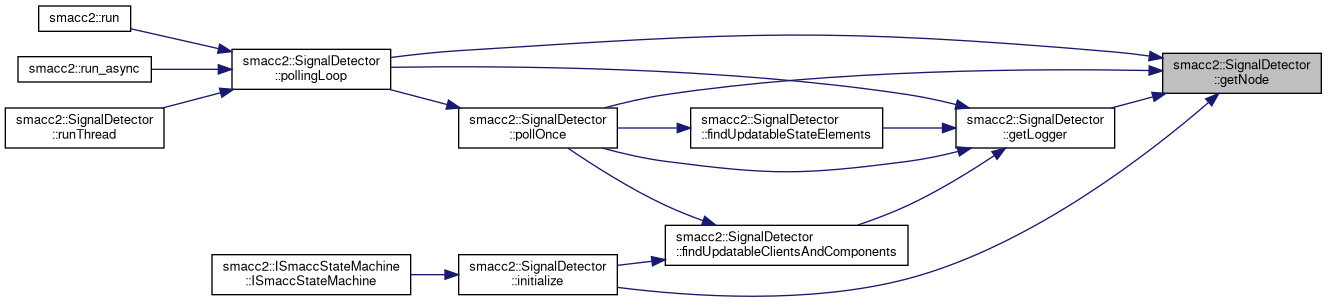 smacc2::run
smacc2::run_async
smacc2::SignalDetector
::runThread
smacc2::SignalDetector
::pollingLoop
smacc2::SignalDetector
::pollOnce
smacc2::SignalDetector
::findUpdatableStateElements
smacc2::SignalDetector
::getLogger
smacc2::SignalDetector
::getNode
smacc2::SignalDetector
::findUpdatableClientsAndComponents
smacc2::SignalDetector
::initialize
smacc2::ISmaccStateMachine
::ISmaccStateMachine